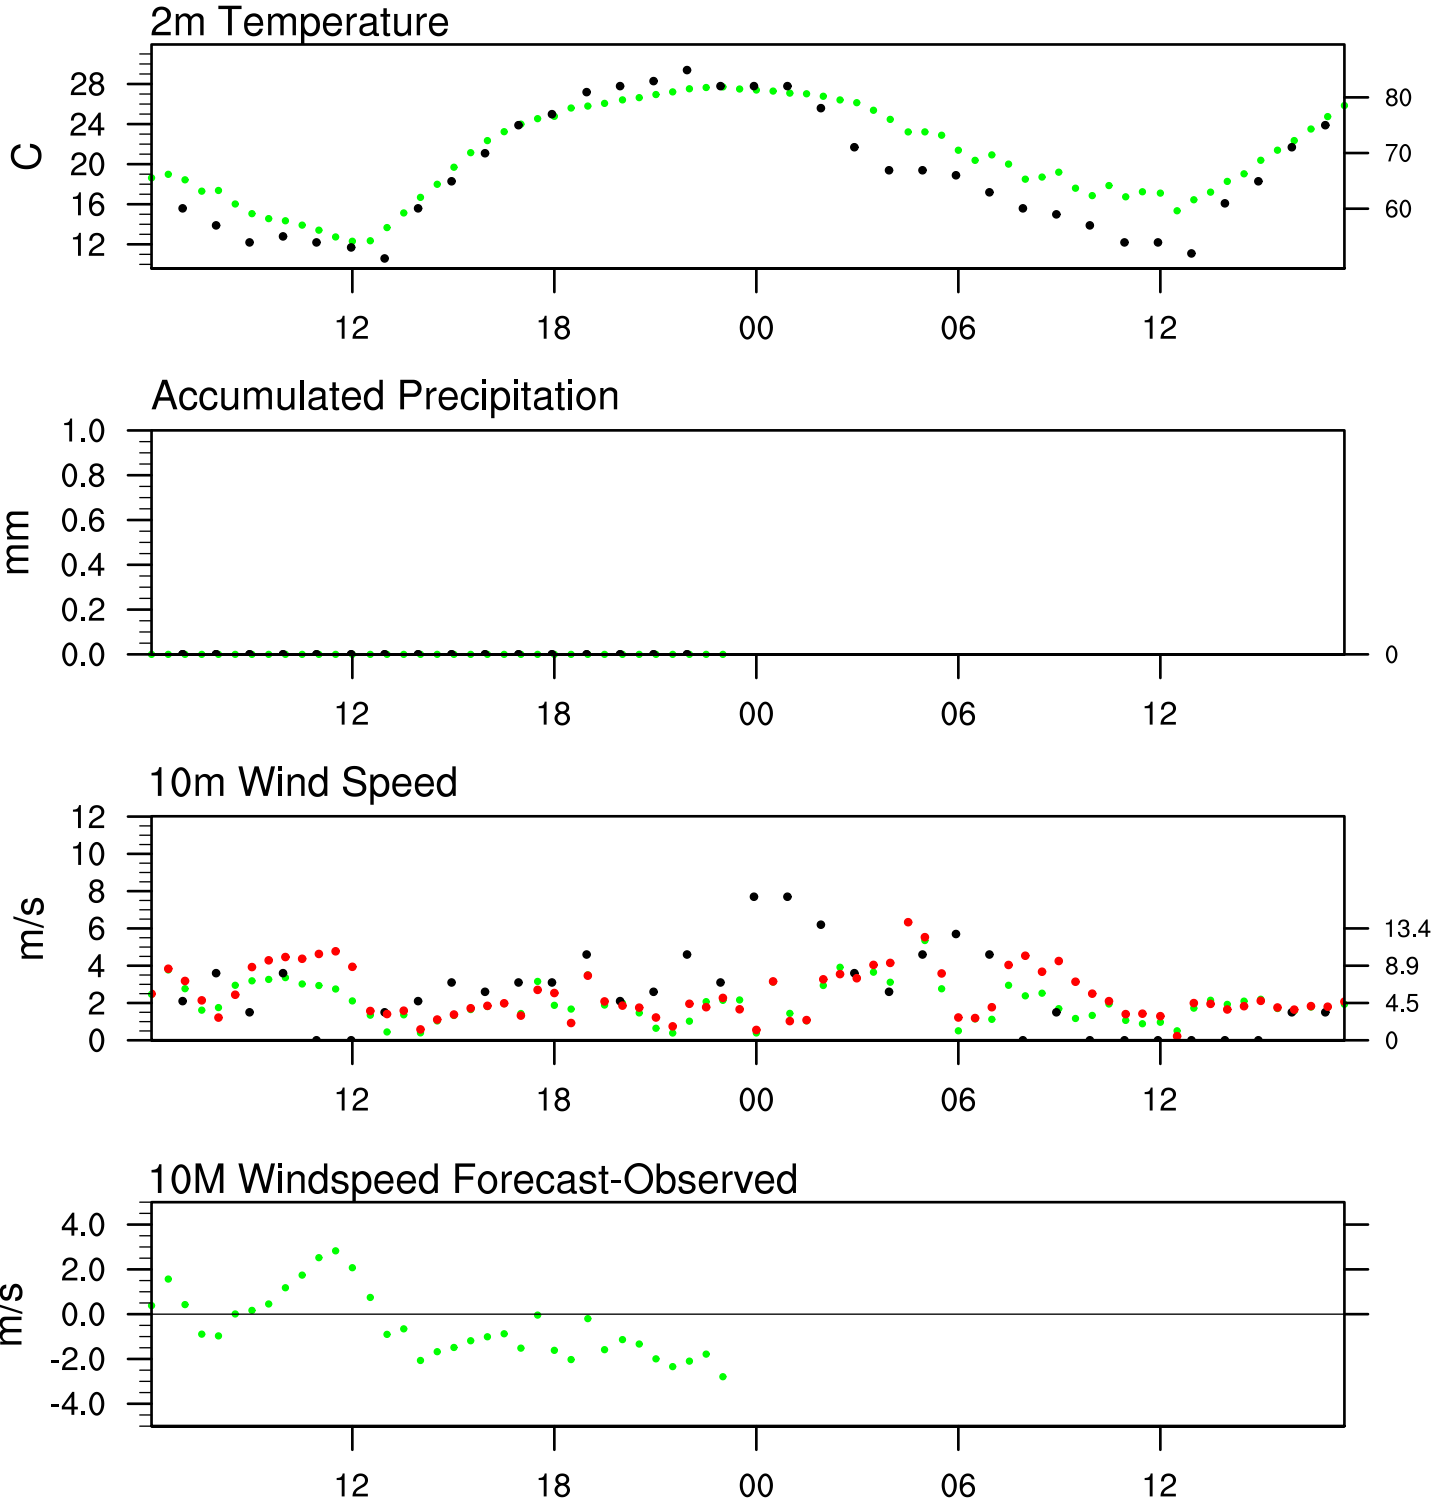 2m Temperature
28
24
20
16
12
C
80
70
60
12 18 00 06 12
Accumulated Precipitation
1.0
0.8
0.6
0.4
0.2
0.0
mm
0
12 18 00 06 12
10m Wind Speed
12
10
8
6
4
2
0
m/s
13.4
8.9
4.5
0
12 18 00 06 12
10M Windspeed Forecast-Observed
4.0
2.0
0.0
-2.0
-4.0
m/s
12 18 00 06 12